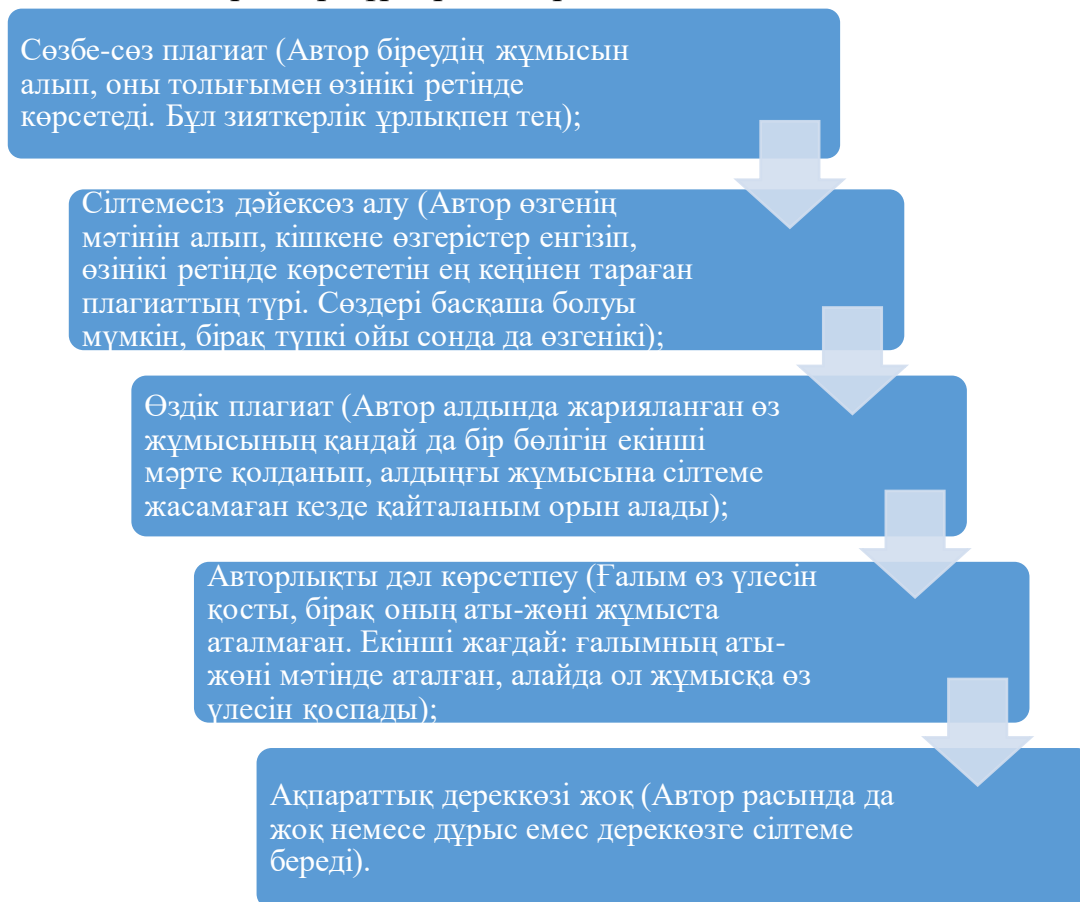 Сөзбе-сөз плагиат (Автор біреудің жұмысын
алып, оны толығымен өзінікі ретінде
көрсетеді. Бұл зияткерлік ұрлықпен тең);
Сілтемесіз дәйексөз алу (Автор өзгенің
мәтінін алып, кішкене өзгерістер енгізіп,
өзінікі ретінде көрсететін ең кеңінен тараған
плагиаттың түрі. Сөздері басқаша болуы
мүмкін, бірақ түпкі ойы сонда да өзгенікі);
Өздік плагиат (Автор алдында жарияланған өз
жұмысының қандай да бір бөлігін екінші
мәрте қолданып, алдыңғы жұмысына сілтеме
жасамаған кезде қайталаным орын алады);
Авторлықты дәл көрсетпеу (Ғалым өз үлесін
қосты, бірақ оның аты-жөні жұмыста
аталмаған. Екінші жағдай: ғалымның аты-
жөні мәтінде аталған, алайда ол жұмысқа өз
үлесін қоспады);
Ақпараттық дереккөзі жоқ (Автор расында да
жоқ немесе дұрыс емес дереккөзге сілтеме
береді).